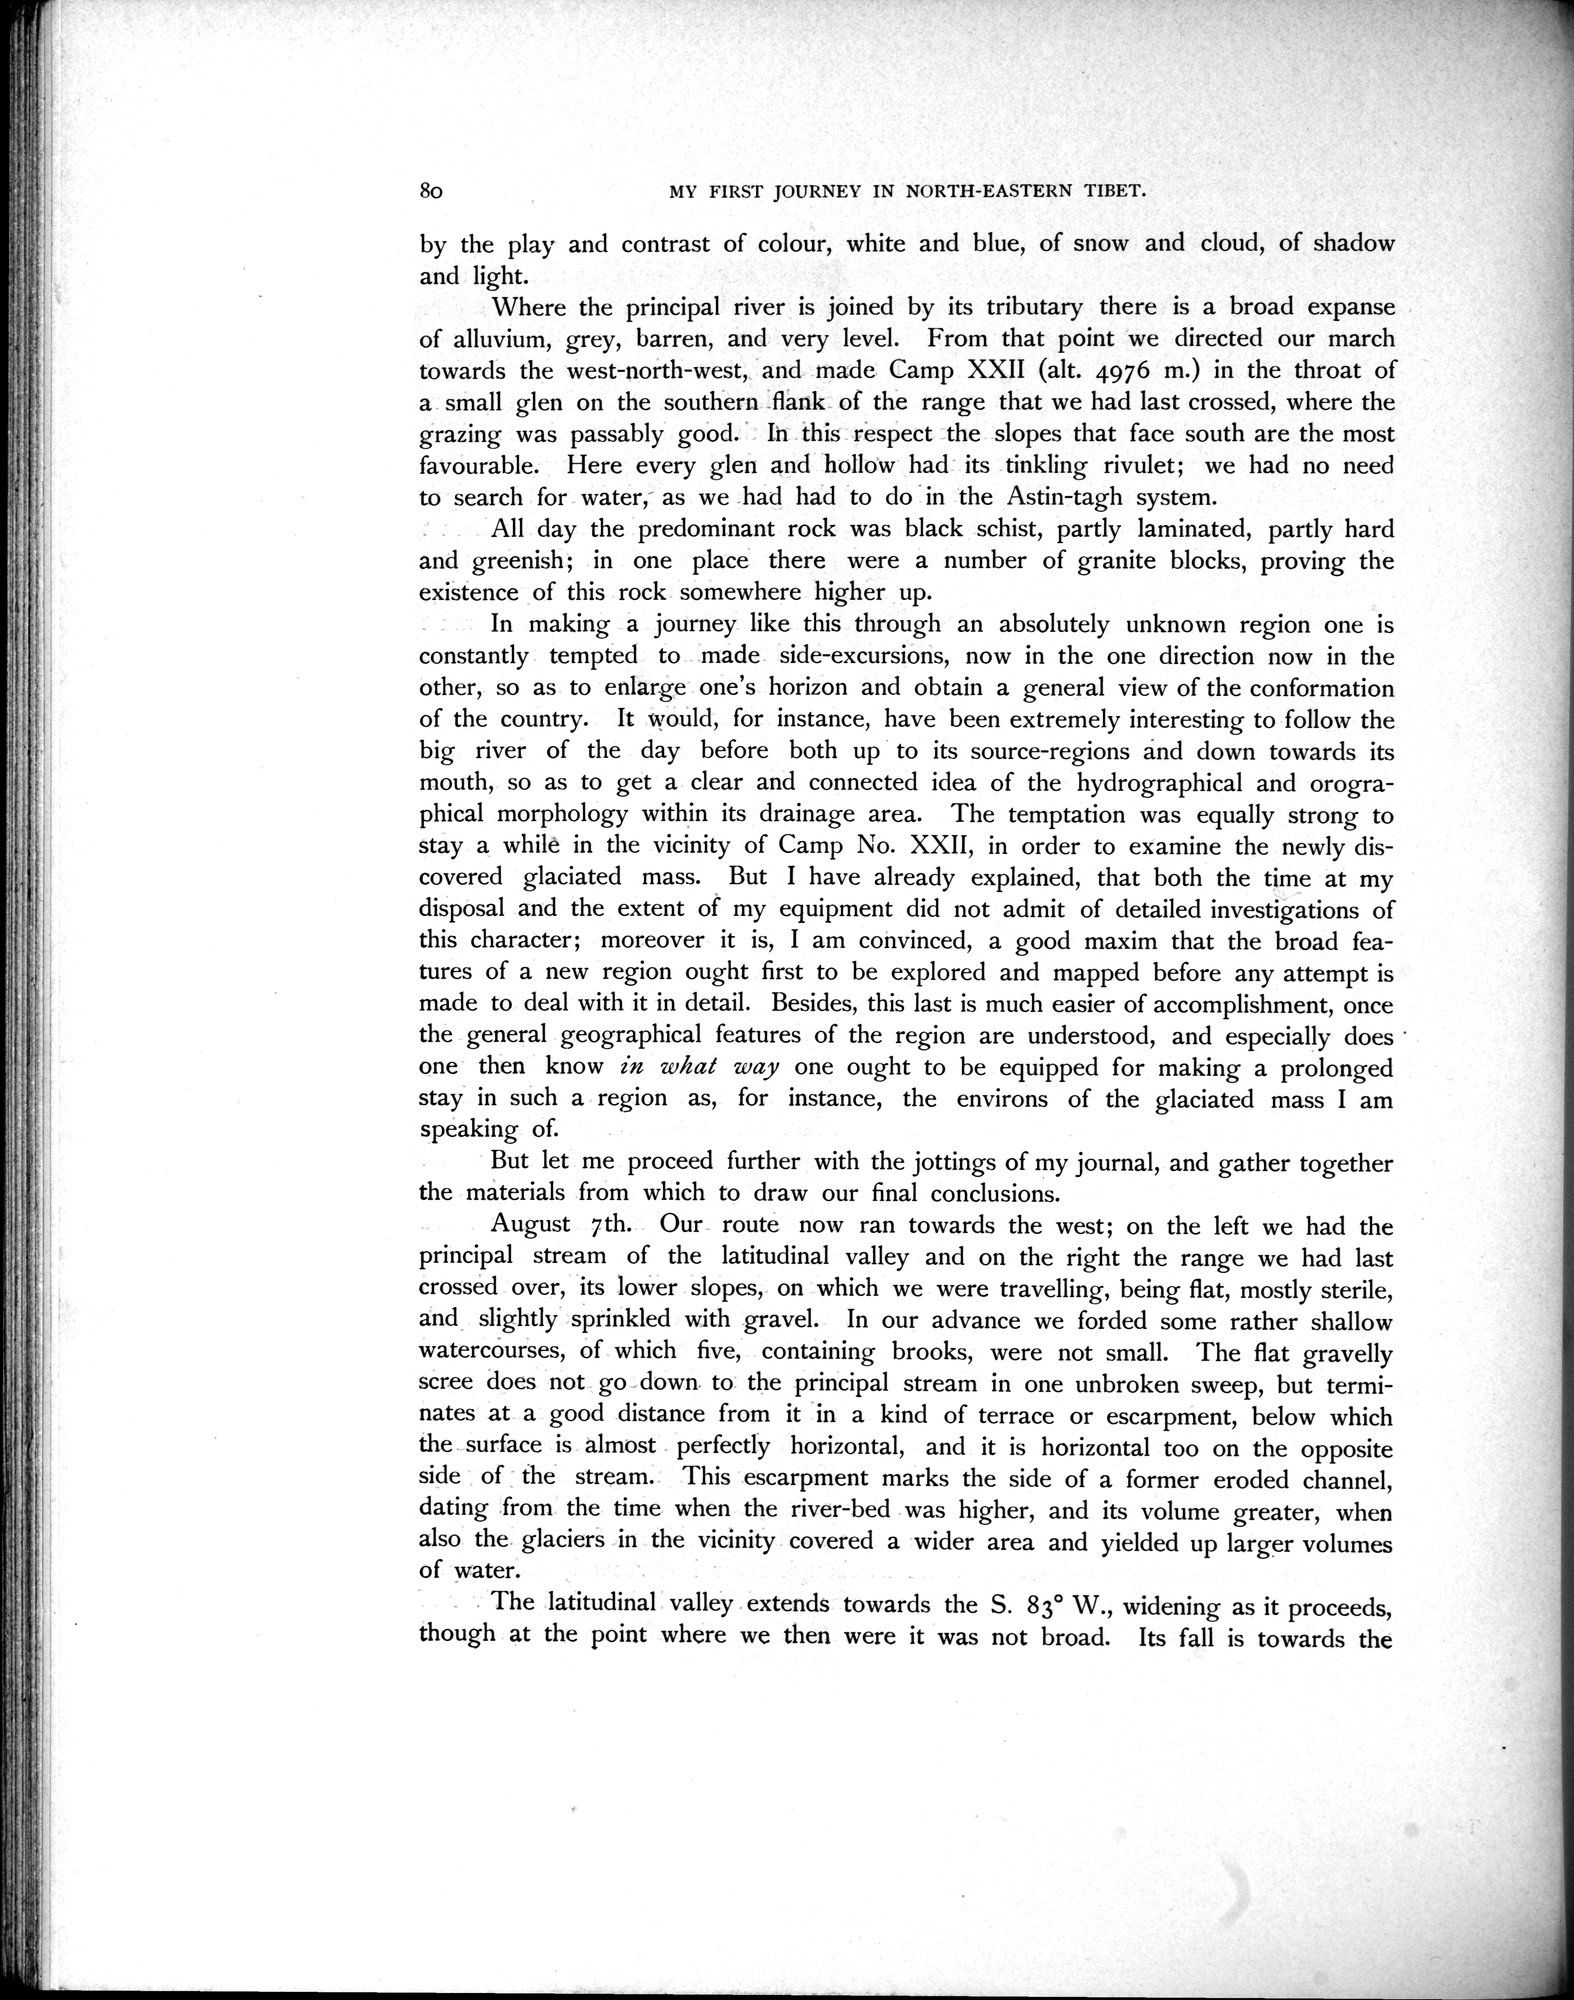 80 MY FIRST JOURNEY IN NORTH-EASTERN TIBET.
by the play and contrast of colour, white and blue, of snow and cloud, of shadow
and light.
Where the principal river is joined by its tributary there is a broad expanse
of alluvium, grey, barren, and very level. From that point we directed our march
towards the west-north-west, and made Camp XXII (alt. 4976 m.) in the throat of
a small glen on the southern flank of the range that we had last crossed, where the
grazing was passably good. In this respect the slopes that face south are the most
favourable. Here every glen and hollow had its tinkling rivulet; we had no need
to search for water, as we had had to do in the Astin-tagh system.
All day the predominant rock was black schist, partly laminated, partly hard
and greenish; in one place there were a number of granite blocks, proving the
existence of this rock somewhere higher up.
In making a journey like this through an absolutely unknown region one is
constantly tempted to made side-excursions, now in the one direction now in the
other, so as to enlarge one's horizon and obtain a general view of the conformation
of the country. It would, for instance, have been extremely interesting to follow the
big river of the day before both up to its source-regions and down towards its
mouth, so as to get a clear and connected idea of the hydrographical and orogra-
phical morphology within its drainage area. The temptation was equally strong to
stay a while in the vicinity of Camp No. XXII, in order to examine the newly dis-
covered glaciated mass. But I have already explained, that both the time at my
disposal and the extent of my equipment did not admit of detailed investigations of
this character; moreover it is, I am convinced, a good maxim that the broad fea-
tures of a new region ought first to be explored and mapped before any attempt is
made to deal with it in detail. Besides, this last is much easier of accomplishment, once
the general geographical features of the region are understood, and especially does
one then know in what way one ought to be equipped for making a prolonged
stay in such a region as, for instance, the environs of the glaciated mass I am
speaking of.
But let me proceed further with the jottings of my journal, and gather together
the materials from which to draw our final conclusions.
August 7th. Our route now ran towards the west; on the left we had the
principal stream of the latitudinal valley and on the right the range we had last
crossed over, its lower slopes, on which we were travelling, being flat, mostly sterile,
and slightly sprinkled with gravel. In our advance we forded some rather shallow
watercourses, of which five, containing brooks, were not small. The flat gravelly
scree does not go down to the principal stream in one unbroken sweep, but termi-
nates at a good distance from it in a kind of terrace or escarpment, below which
the surface is almost perfectly horizontal, and it is horizontal too on the opposite
side of the stream. This escarpment marks the side of a former eroded channel,
dating from the time when the river-bed was higher, and its volume greater, when
also the glaciers in the vicinity covered a wider area and yielded up larger volumes
of water.
The latitudinal valley extends towards the S. 83° W., widening as it proceeds,
though at the point where we then were it was not broad. Its fall is towards the